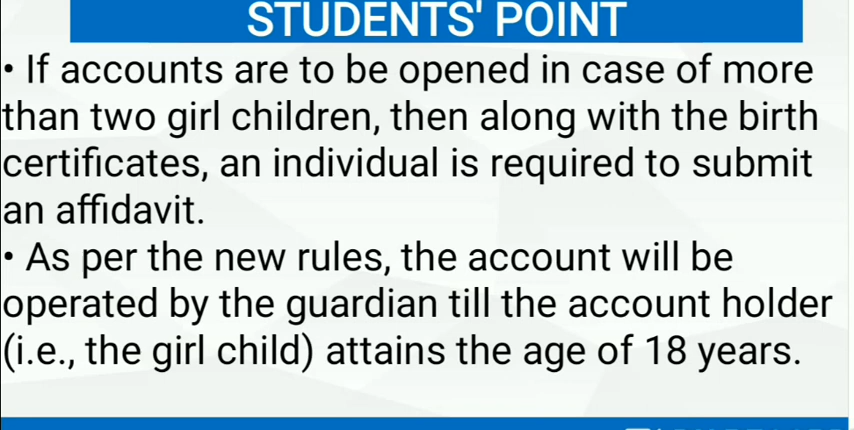 STUDENTS' POINT
• If accounts are to be opened in case of more
than two girl children, then along with the birth
certificates, an individual is required to submit
an affidavit.
• As per the new rules, the account will be
operated by the guardian till the account holder
(i.e., the girl child) attains the age of 18 years.